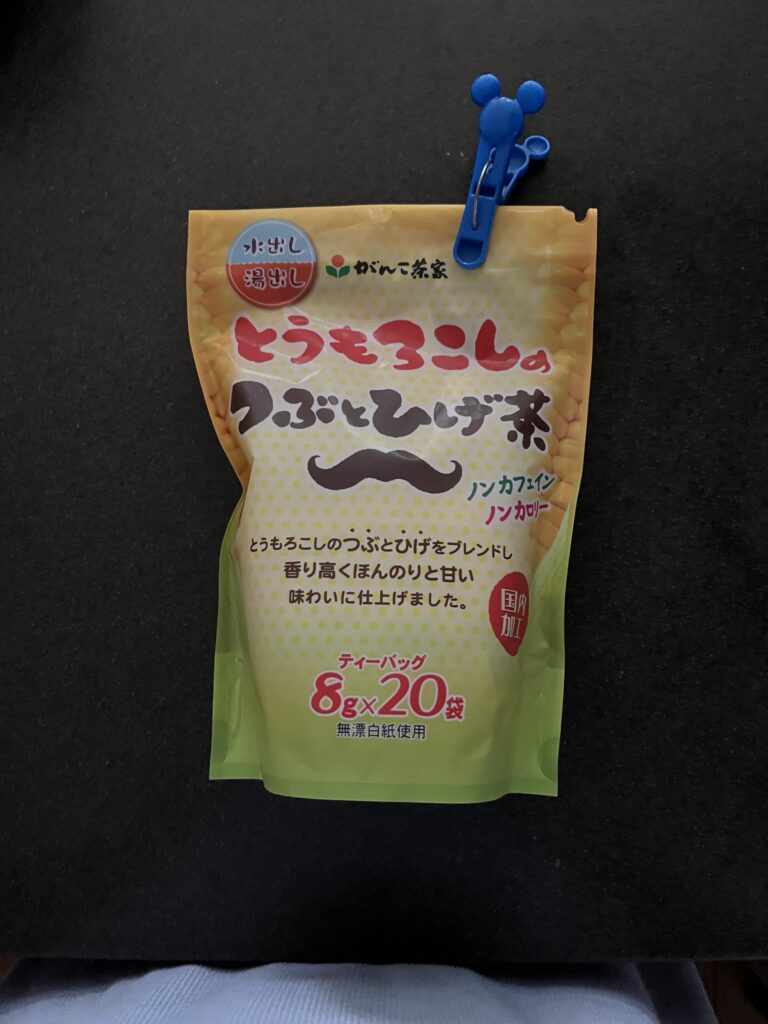 水出し
湯出し
がんこ茶家
とうもろこしの
つぶとひげ茶
ノンカフェイン
ノンカロリー
とうもろこしのつぶとひげをブレンドし
香り高くほんのりと甘い
味わいに仕上げました。
国内
加工
ティーバッグ
8g×20袋
無漂白紙使用